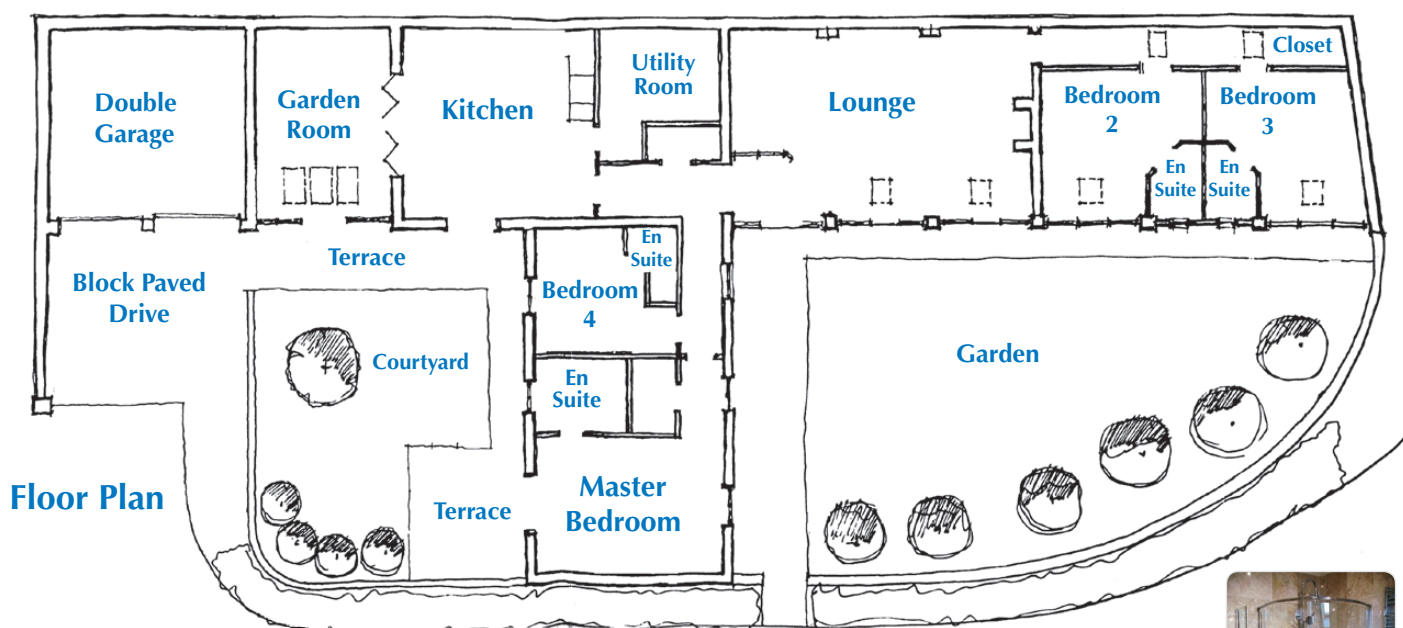 Double
Garage
Garden
Room
Kitchen
Utility
Room
Lounge
Closet
Bedroom
2
Bedroom
3
En
Suite
En
Suite
Terrace
En
Suite
Block Paved
Drive
Bedroom
4
Courtyard
Garden
En
Suite
Floor Plan
Terrace
Master
Bedroom